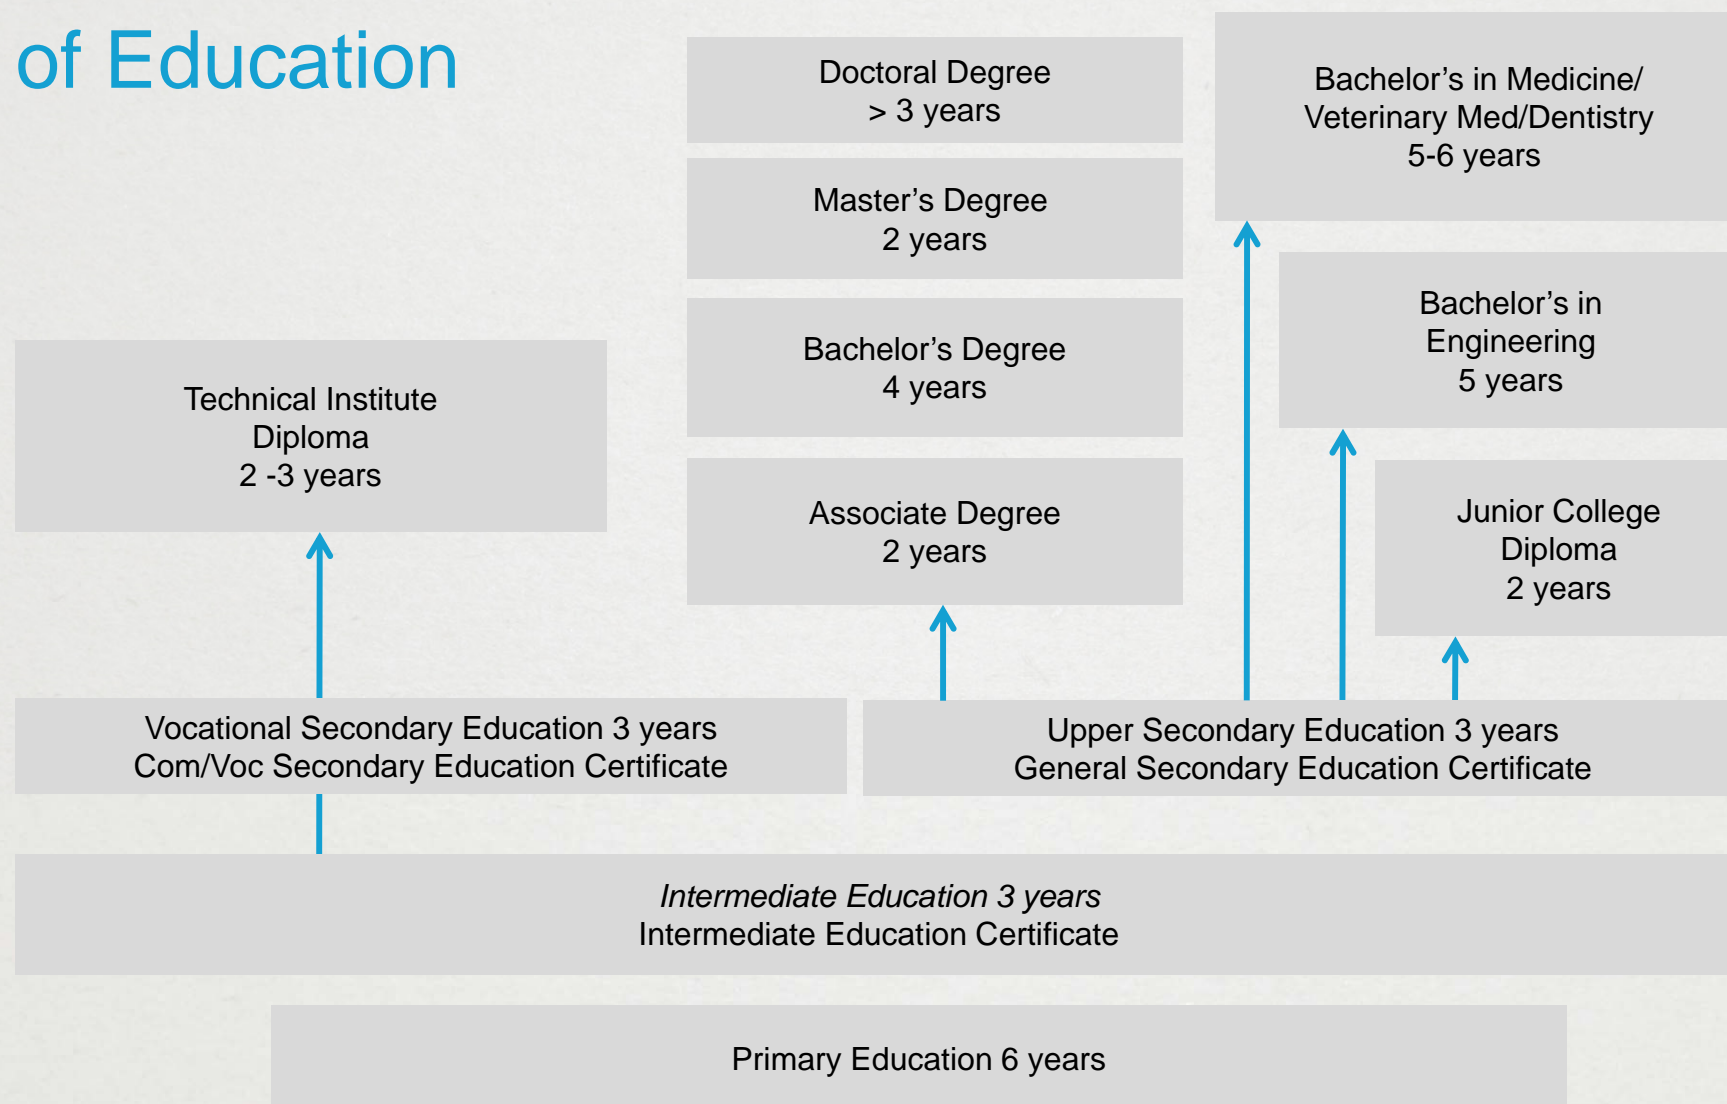 of Education
Doctoral Degree
> 3 years
Bachelor’s in Medicine/
Veterinary Med/Dentistry
5-6 years
Master’s Degree
2 years
Bachelor’s in
Engineering
5 years
Bachelor’s Degree
4 years
Technical Institute
Diploma
2 -3 years
Associate Degree
2 years
Junior College
Diploma
2 years
Vocational Secondary Education 3 years
Com/Voc Secondary Education Certificate
Upper Secondary Education 3 years
General Secondary Education Certificate
Intermediate Education 3 years
Intermediate Education Certificate
Primary Education 6 years